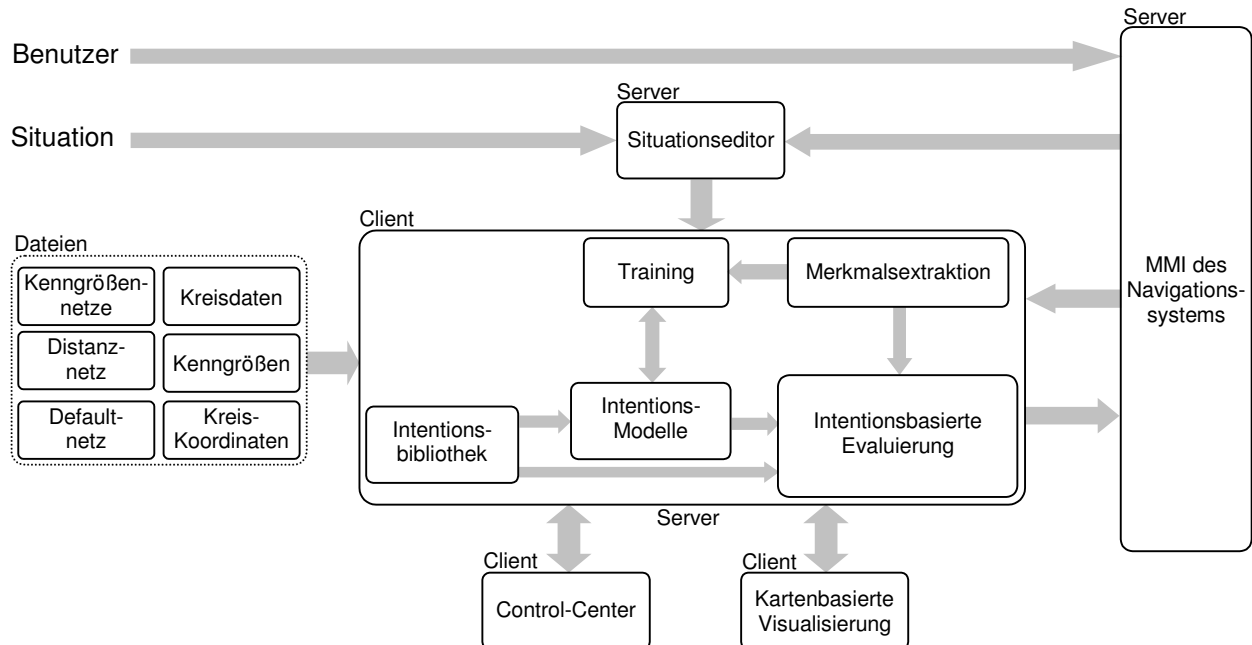 Server
Benutzer
Server
Situation
Situationseditor
Client
Dateien
Kenngrößen-
netze
Kreisdaten
Distanz-
netz
Kenngrößen
Default-
netz
Kreis-
Koordinaten
Training
Merkmalsextraktion
MMI des
Navigations-
systems
Intentions-
bibliothek
Intentions-
Modelle
Intentionsbasierte
Evaluierung
Server
Client
Control-Center
Client
Kartenbasierte
Visualisierung